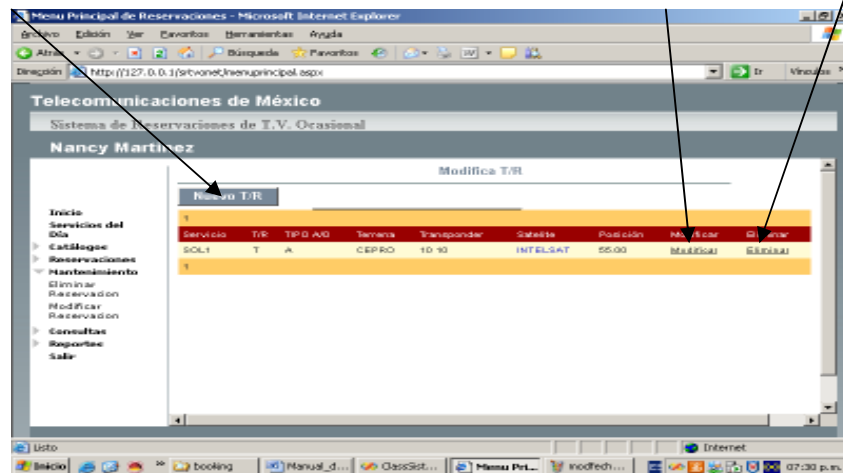 Menu Principal de Reservaciones - Microsoft Internet Explorer
Archivo Edición Ver Favoritos Herramientas Ayuda
Atrás Búsqueda Favoritos
Dirección http://127.0.0.1/srtvonet/menuprincipal.aspx Ir Vínculos
Telecomunicaciones de México
Sistema de Reservaciones de T.V. Ocasional
Nancy Martinez
Modifica T/R
Nuevo T/R
1
Servicio T/R TIPO A/D Terrena Transponder Satelite Posición Modificar Eliminar
SOL1 T A CEPRO 10 10 INTELSAT 55.00 Modificar Eliminar
1
Inicio
Servicios del
Día
Catálogos
Reservaciones
Mantenimiento
Eliminar
Reservacion
Modificar
Reservacion
Consultas
Reportes
Salir
Listo Internet
Inicio booking Manual_d... ClassSist... Menu Pri... modtech... 07:30 p.m.